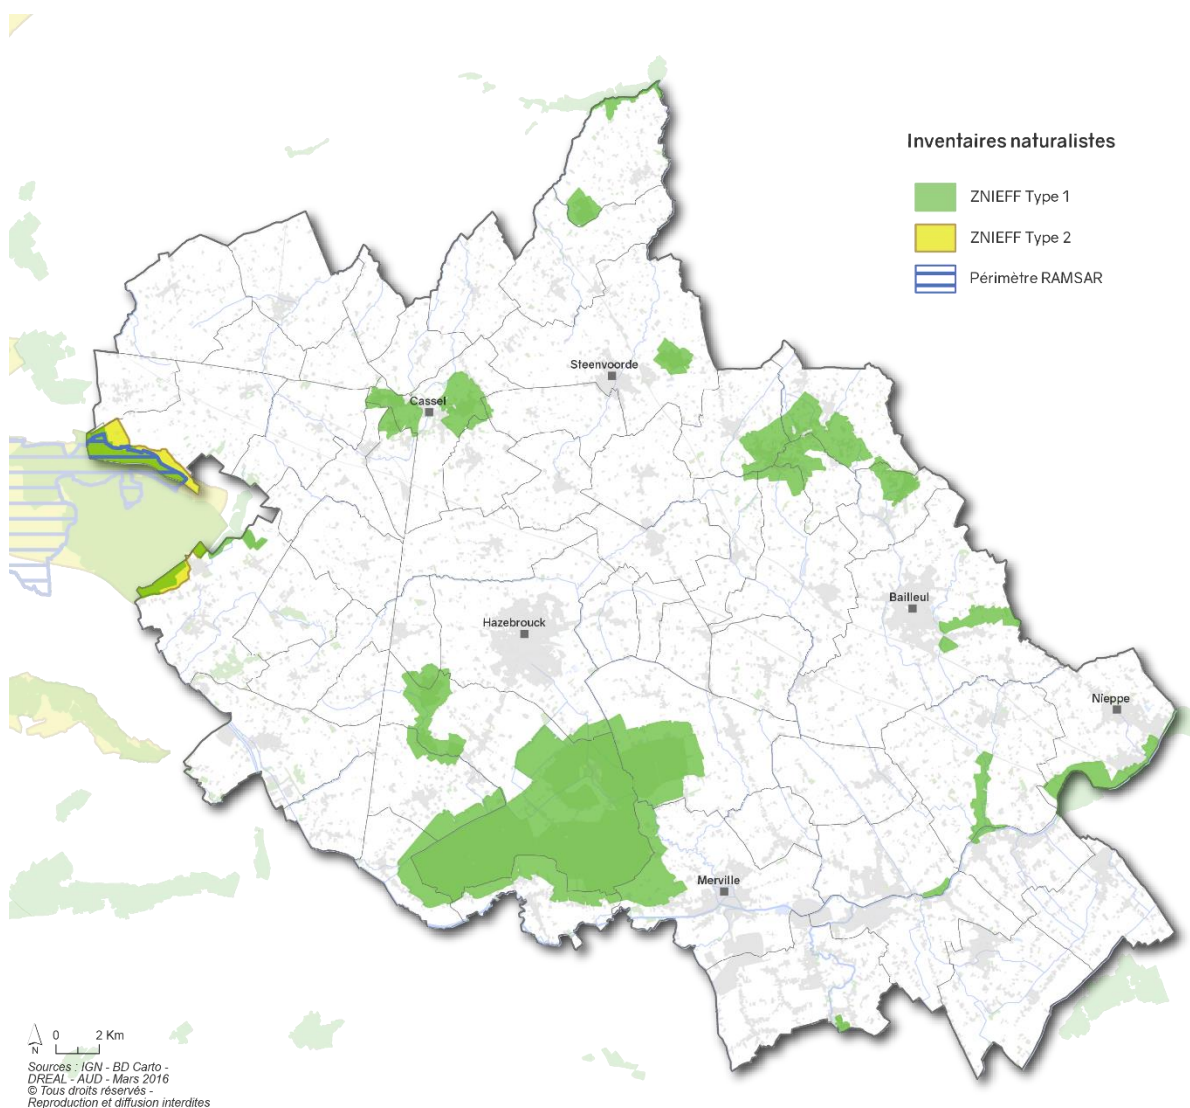 Inventaires naturalistes
ZNIEFF Type 1
ZNIEFF Type 2
Périmètre RAMSAR
Steenvoorde
Cassel
Bailleul
Hazebrouck
Nieppe
Merville
0 2 Km
N
Sources : IGN - BD Carto -
DREAL - AUD - Mars 2016
© Tous droits réservés -
Reproduction et diffusion interdites